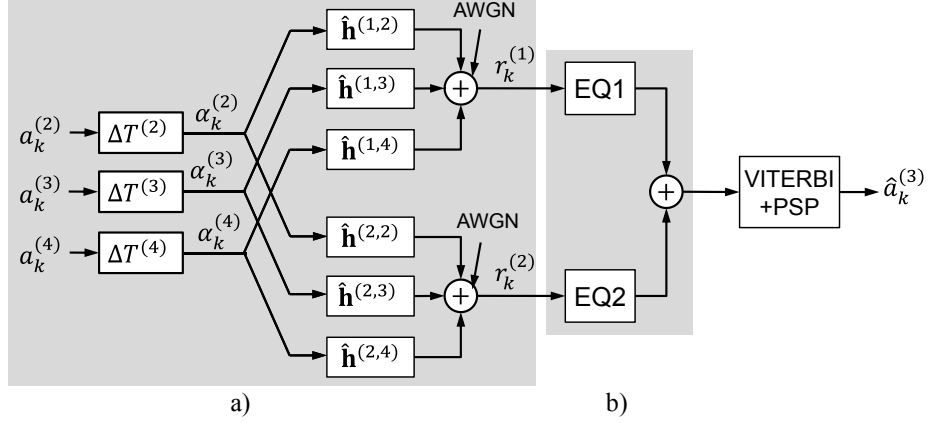 AWGN
ĥ^(1,2)
r_k^(1)
α_k^(2)
ĥ^(1,3)
EQ1
a_k^(2)
ΔT^(2)
α_k^(3)
ĥ^(1,4)
a_k^(3)
ΔT^(3)
VITERBI
+PSP
â_k^(3)
α_k^(4)
ĥ^(2,2)
AWGN
a_k^(4)
ΔT^(4)
r_k^(2)
ĥ^(2,3)
EQ2
ĥ^(2,4)
a)
b)